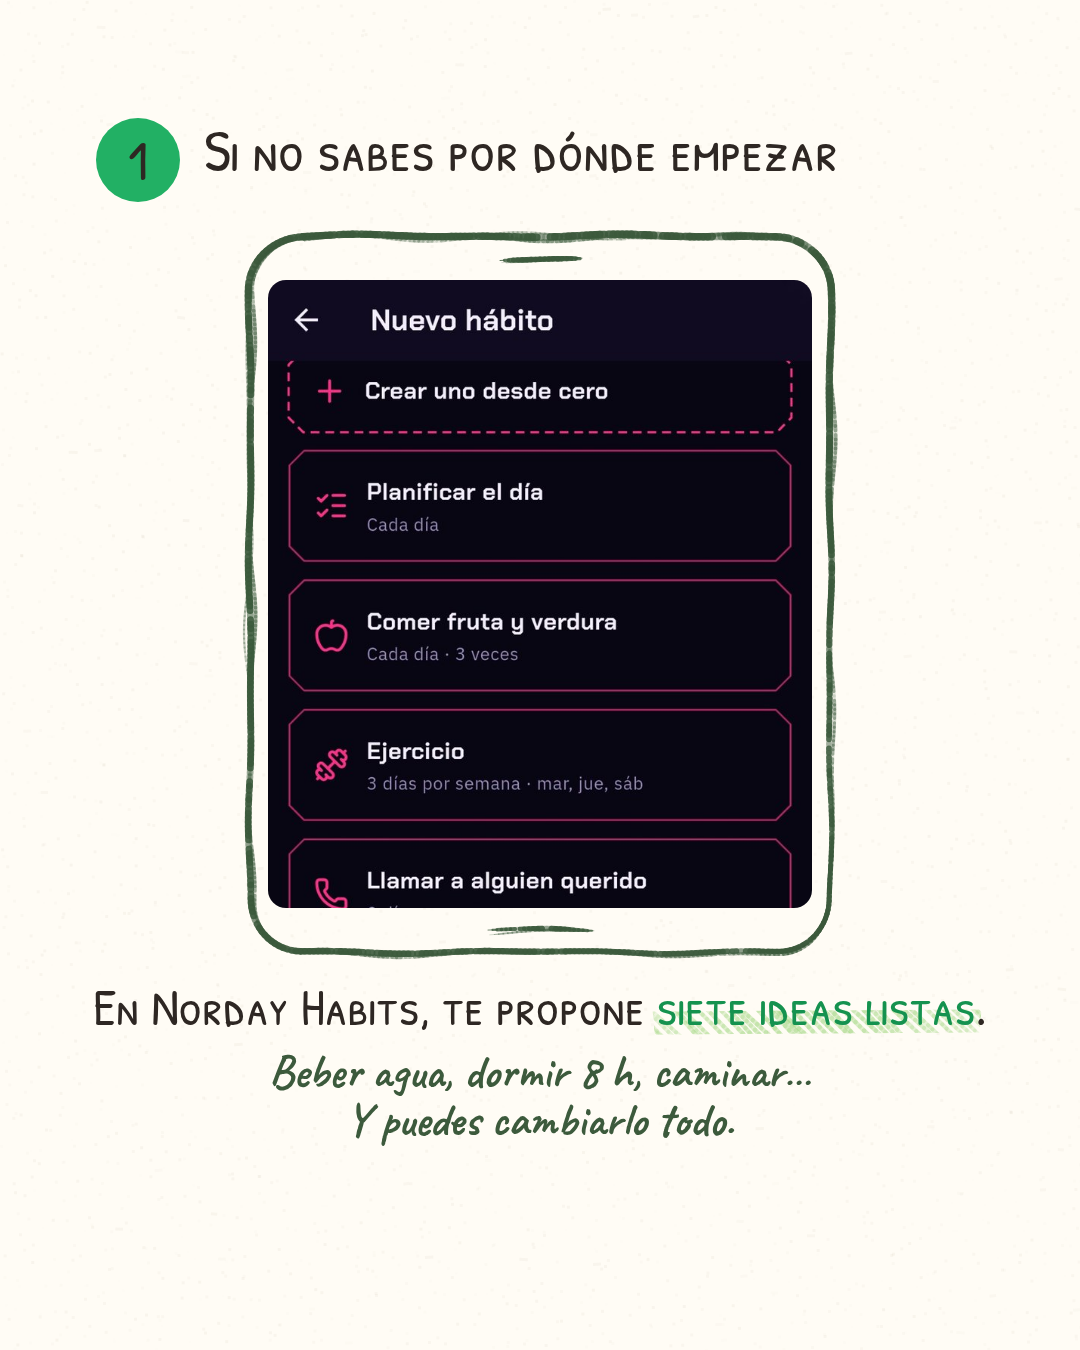 1
Si no sabes por dónde empezar
Nuevo hábito
Crear uno desde cero
Planificar el día
Cada día
Comer fruta y verdura
Cada día · 3 veces
Ejercicio
3 días por semana · mar, jue, sáb
Llamar a alguien querido
En Norday Habits, te propone siete ideas listas.
Beber agua, dormir 8 h, caminar...
Y puedes cambiarlo todo.